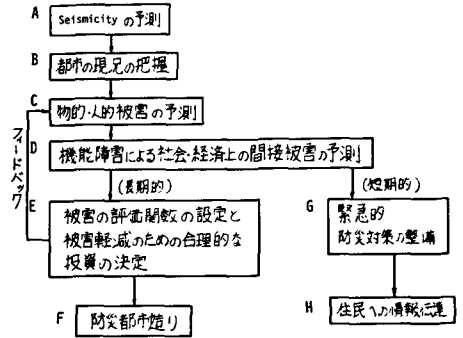 A Seismicity の予測
B 都市の現況の把握
C 物的・人的被害の予測
D 機能障害による社会・経済上の間接被害の予測
フィードバック
(長期的)
(短期的)
E 被害の評価関数の設定と
被害軽減のための合理的な
投資の決定
G 緊急的
防災対策の整備
F 防災都市造り
H 住民への情報伝達